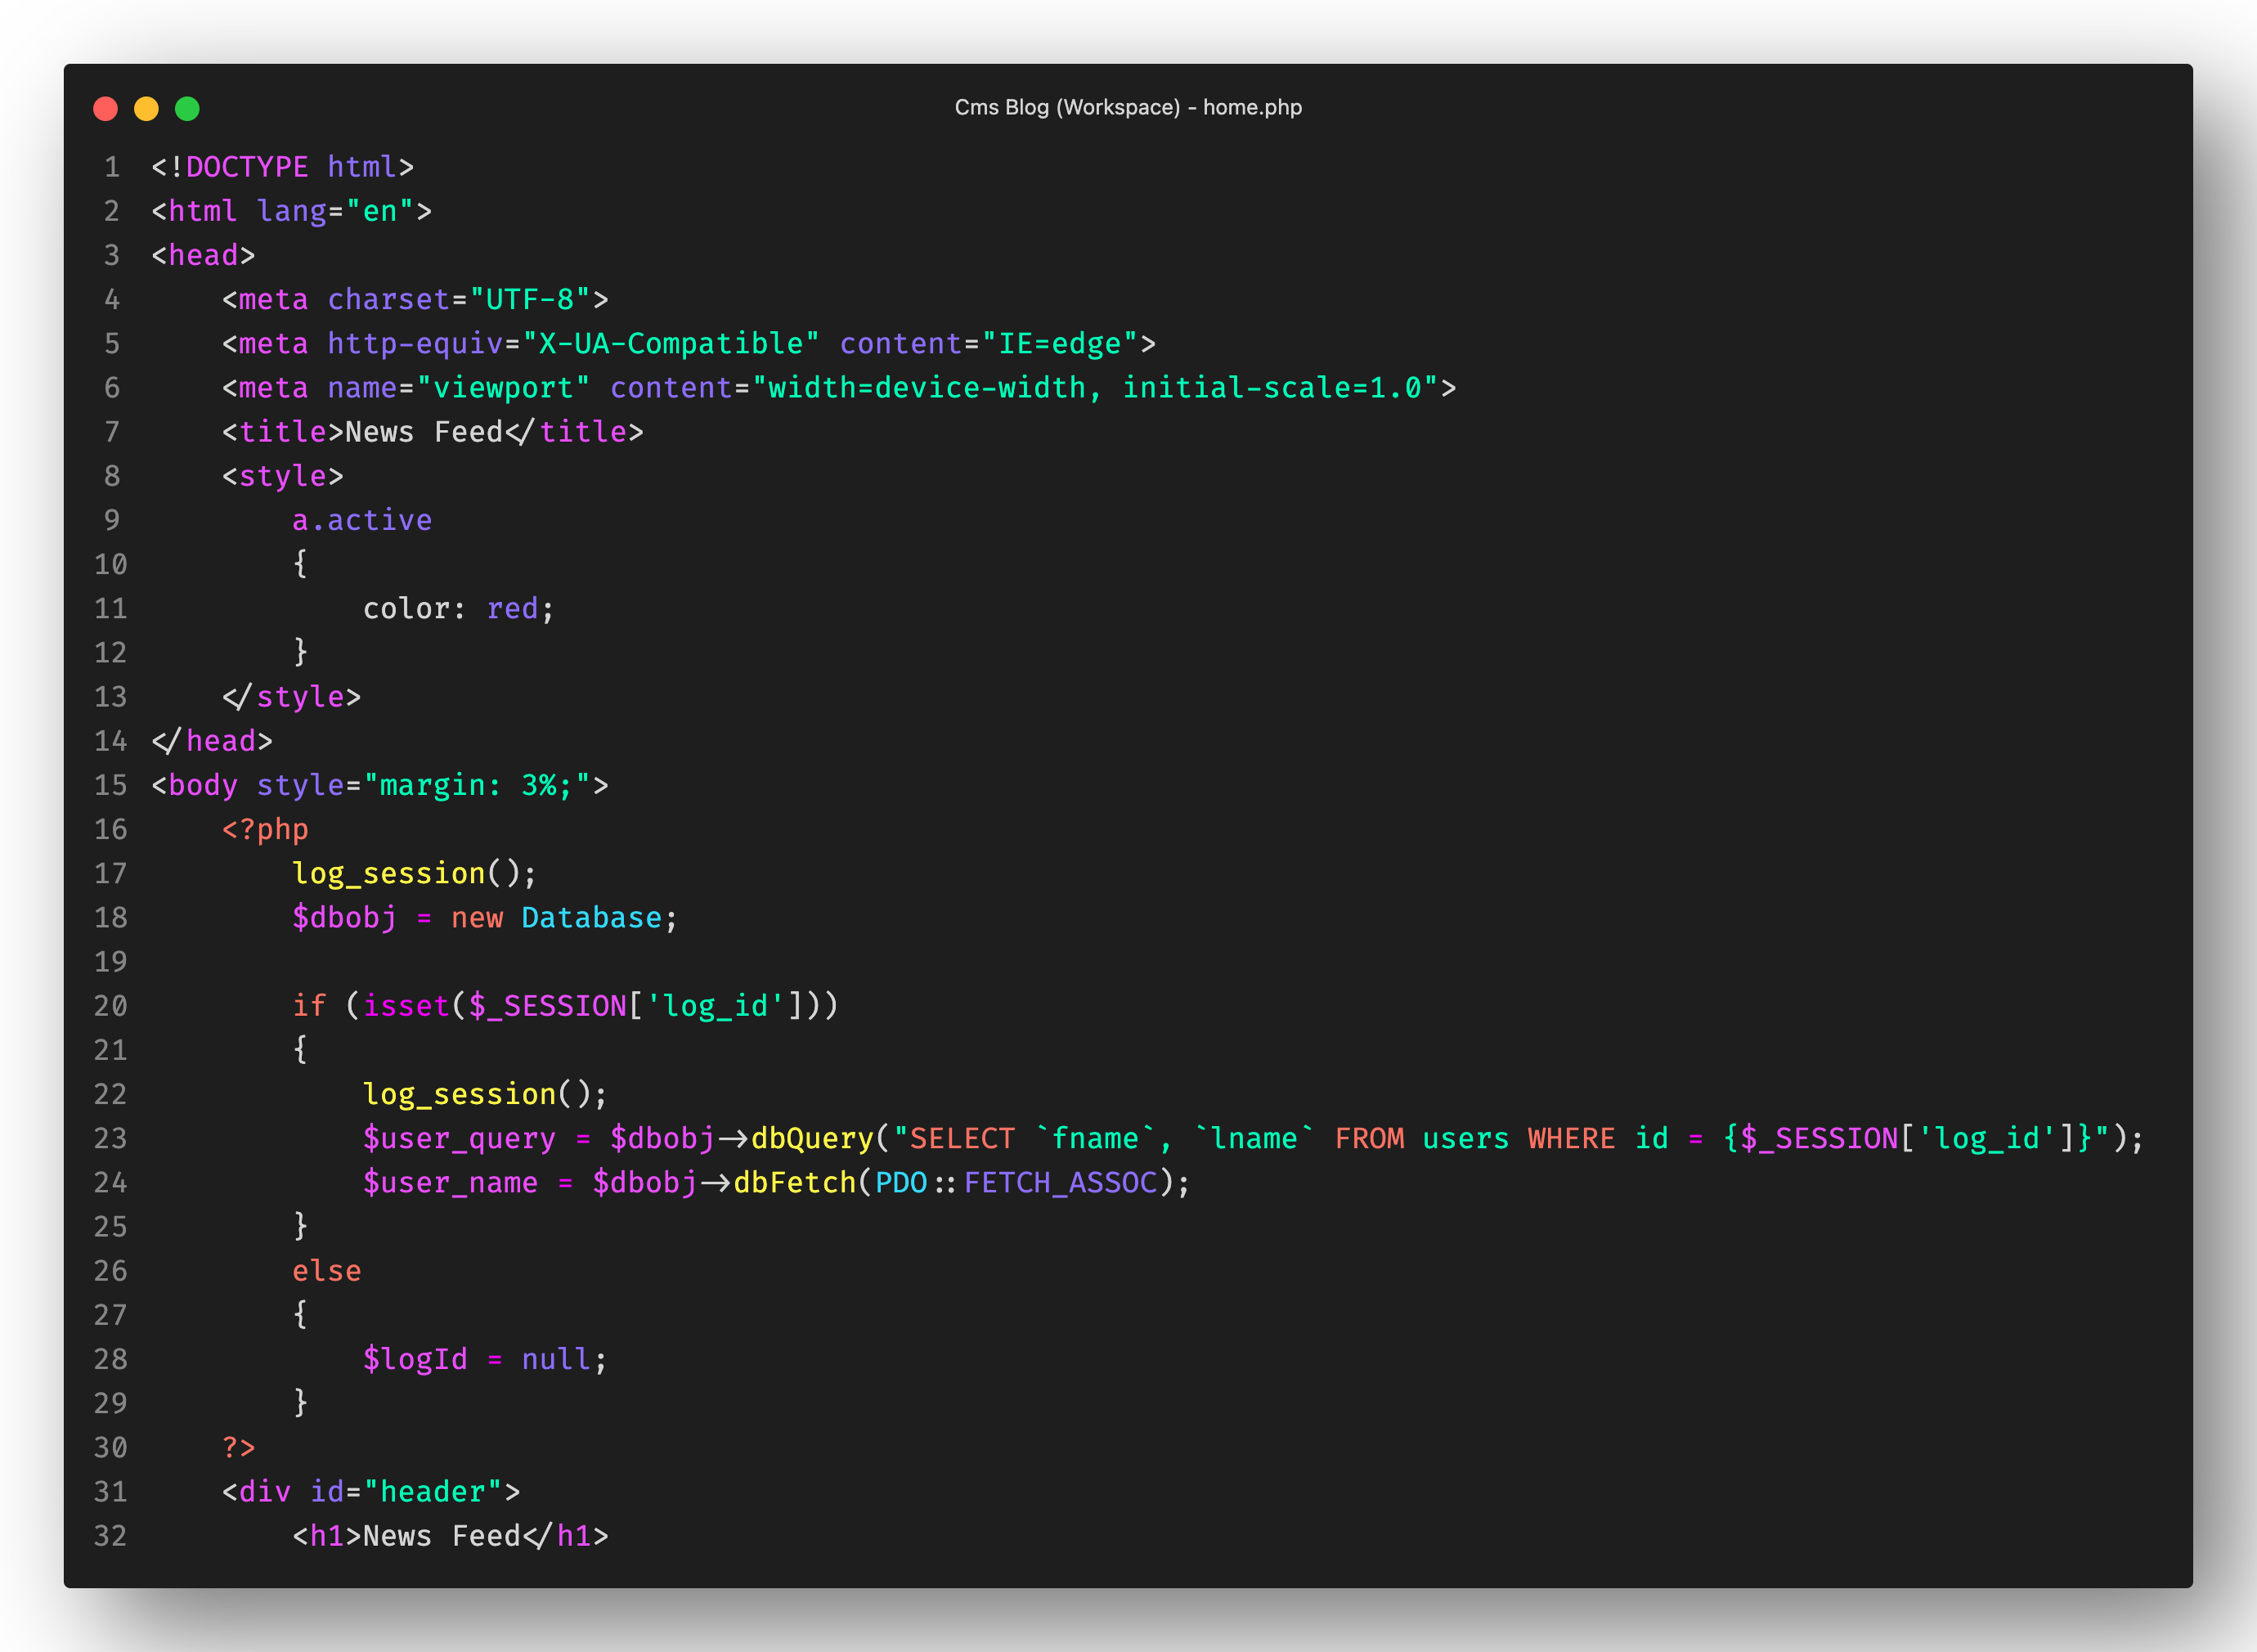 Cms Blog (Workspace) - home.php
1 <!DOCTYPE html>
2 <html lang="en">
3 <head>
4     <meta charset="UTF-8">
5     <meta http-equiv="X-UA-Compatible" content="IE=edge">
6     <meta name="viewport" content="width=device-width, initial-scale=1.0">
7     <title>News Feed</title>
8     <style>
9         a.active
10         {
11             color: red;
12         }
13     </style>
14 </head>
15 <body style="margin: 3%;">
16     <?php
17         log_session();
18         $dbobj = new Database;
19
20         if (isset($_SESSION['log_id']))
21         {
22             log_session();
23             $user_query = $dbobj->dbQuery("SELECT `fname`, `lname` FROM users WHERE id = {$_SESSION['log_id']}");
24             $user_name = $dbobj->dbFetch(PDO::FETCH_ASSOC);
25         }
26         else
27         {
28             $logId = null;
29         }
30     ?>
31     <div id="header">
32         <h1>News Feed</h1>